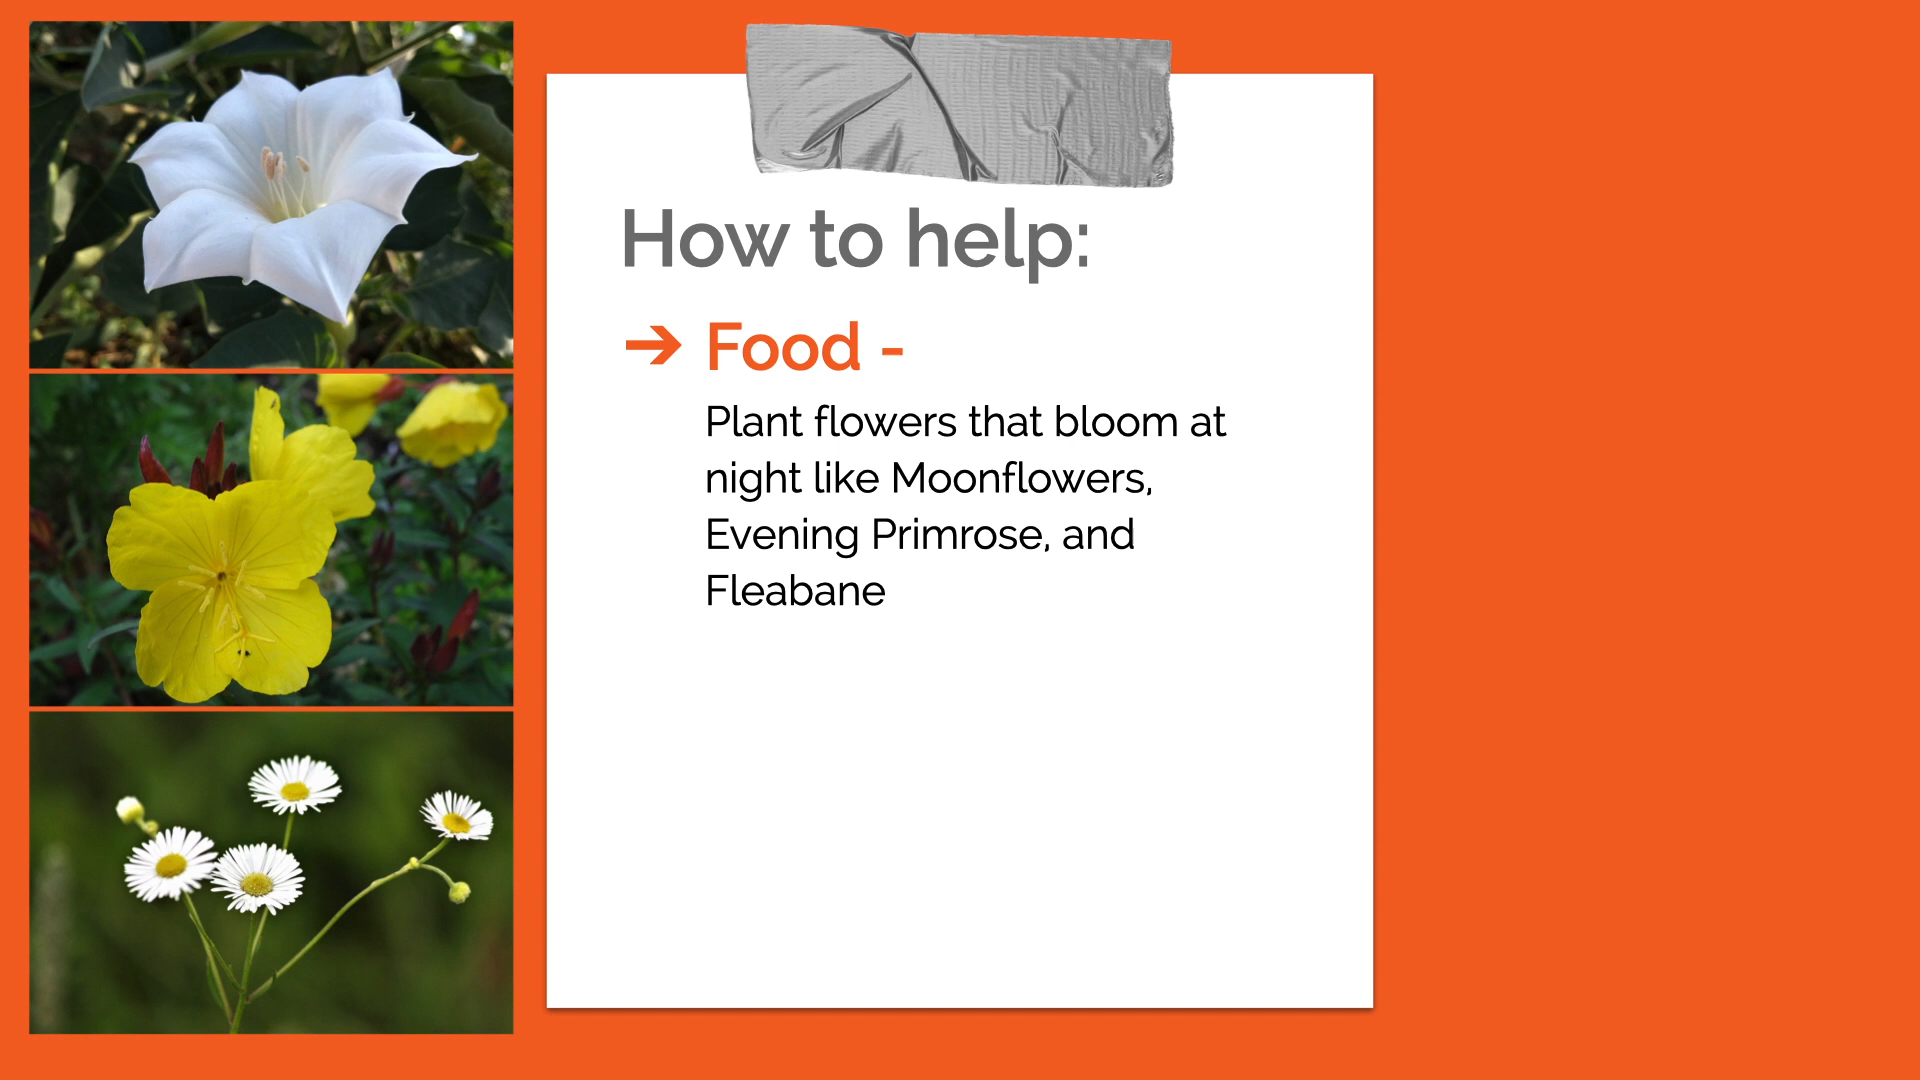 How to help:
➔ Food -
Plant flowers that bloom at
night like Moonflowers,
Evening Primrose, and
Fleabane